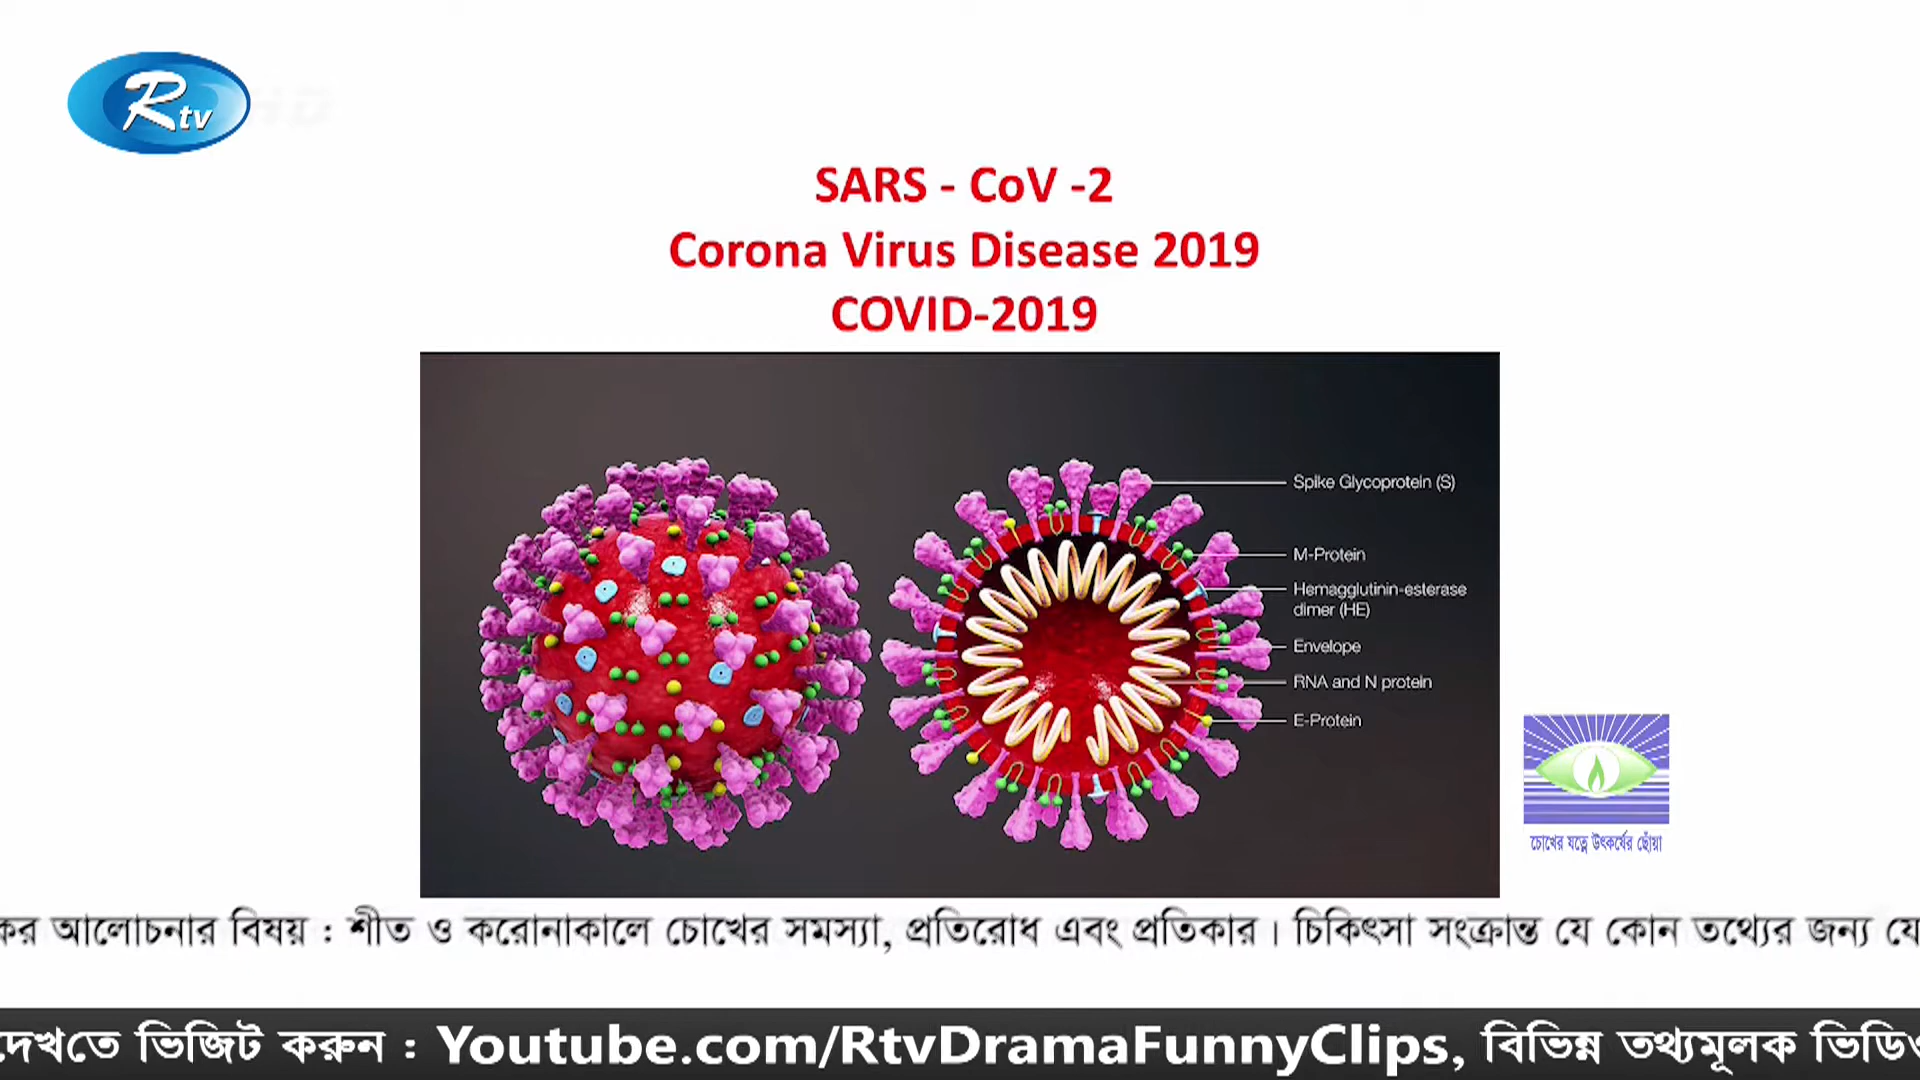 Rtv HD
SARS - CoV -2
Corona Virus Disease 2019
COVID-2019
Spike Glycoprotein (S)
M-Protein
Hemagglutinin-esterase
dimer (HE)
Envelope
RNA and N protein
E-Protein
চোখের যত্নে উৎকর্ষের ছোঁয়া
কের আলোচনার বিষয় : শীত ও করোনাকালে চোখের সমস্যা, প্রতিরোধ এবং প্রতিকার । চিকিৎসা সংক্রান্ত যে কোন তথ্যের জন্য যে
দেখতে ভিজিট করুন : Youtube.com/RtvDramaFunnyClips, বিভিন্ন তথ্যমূলক ভিডিও